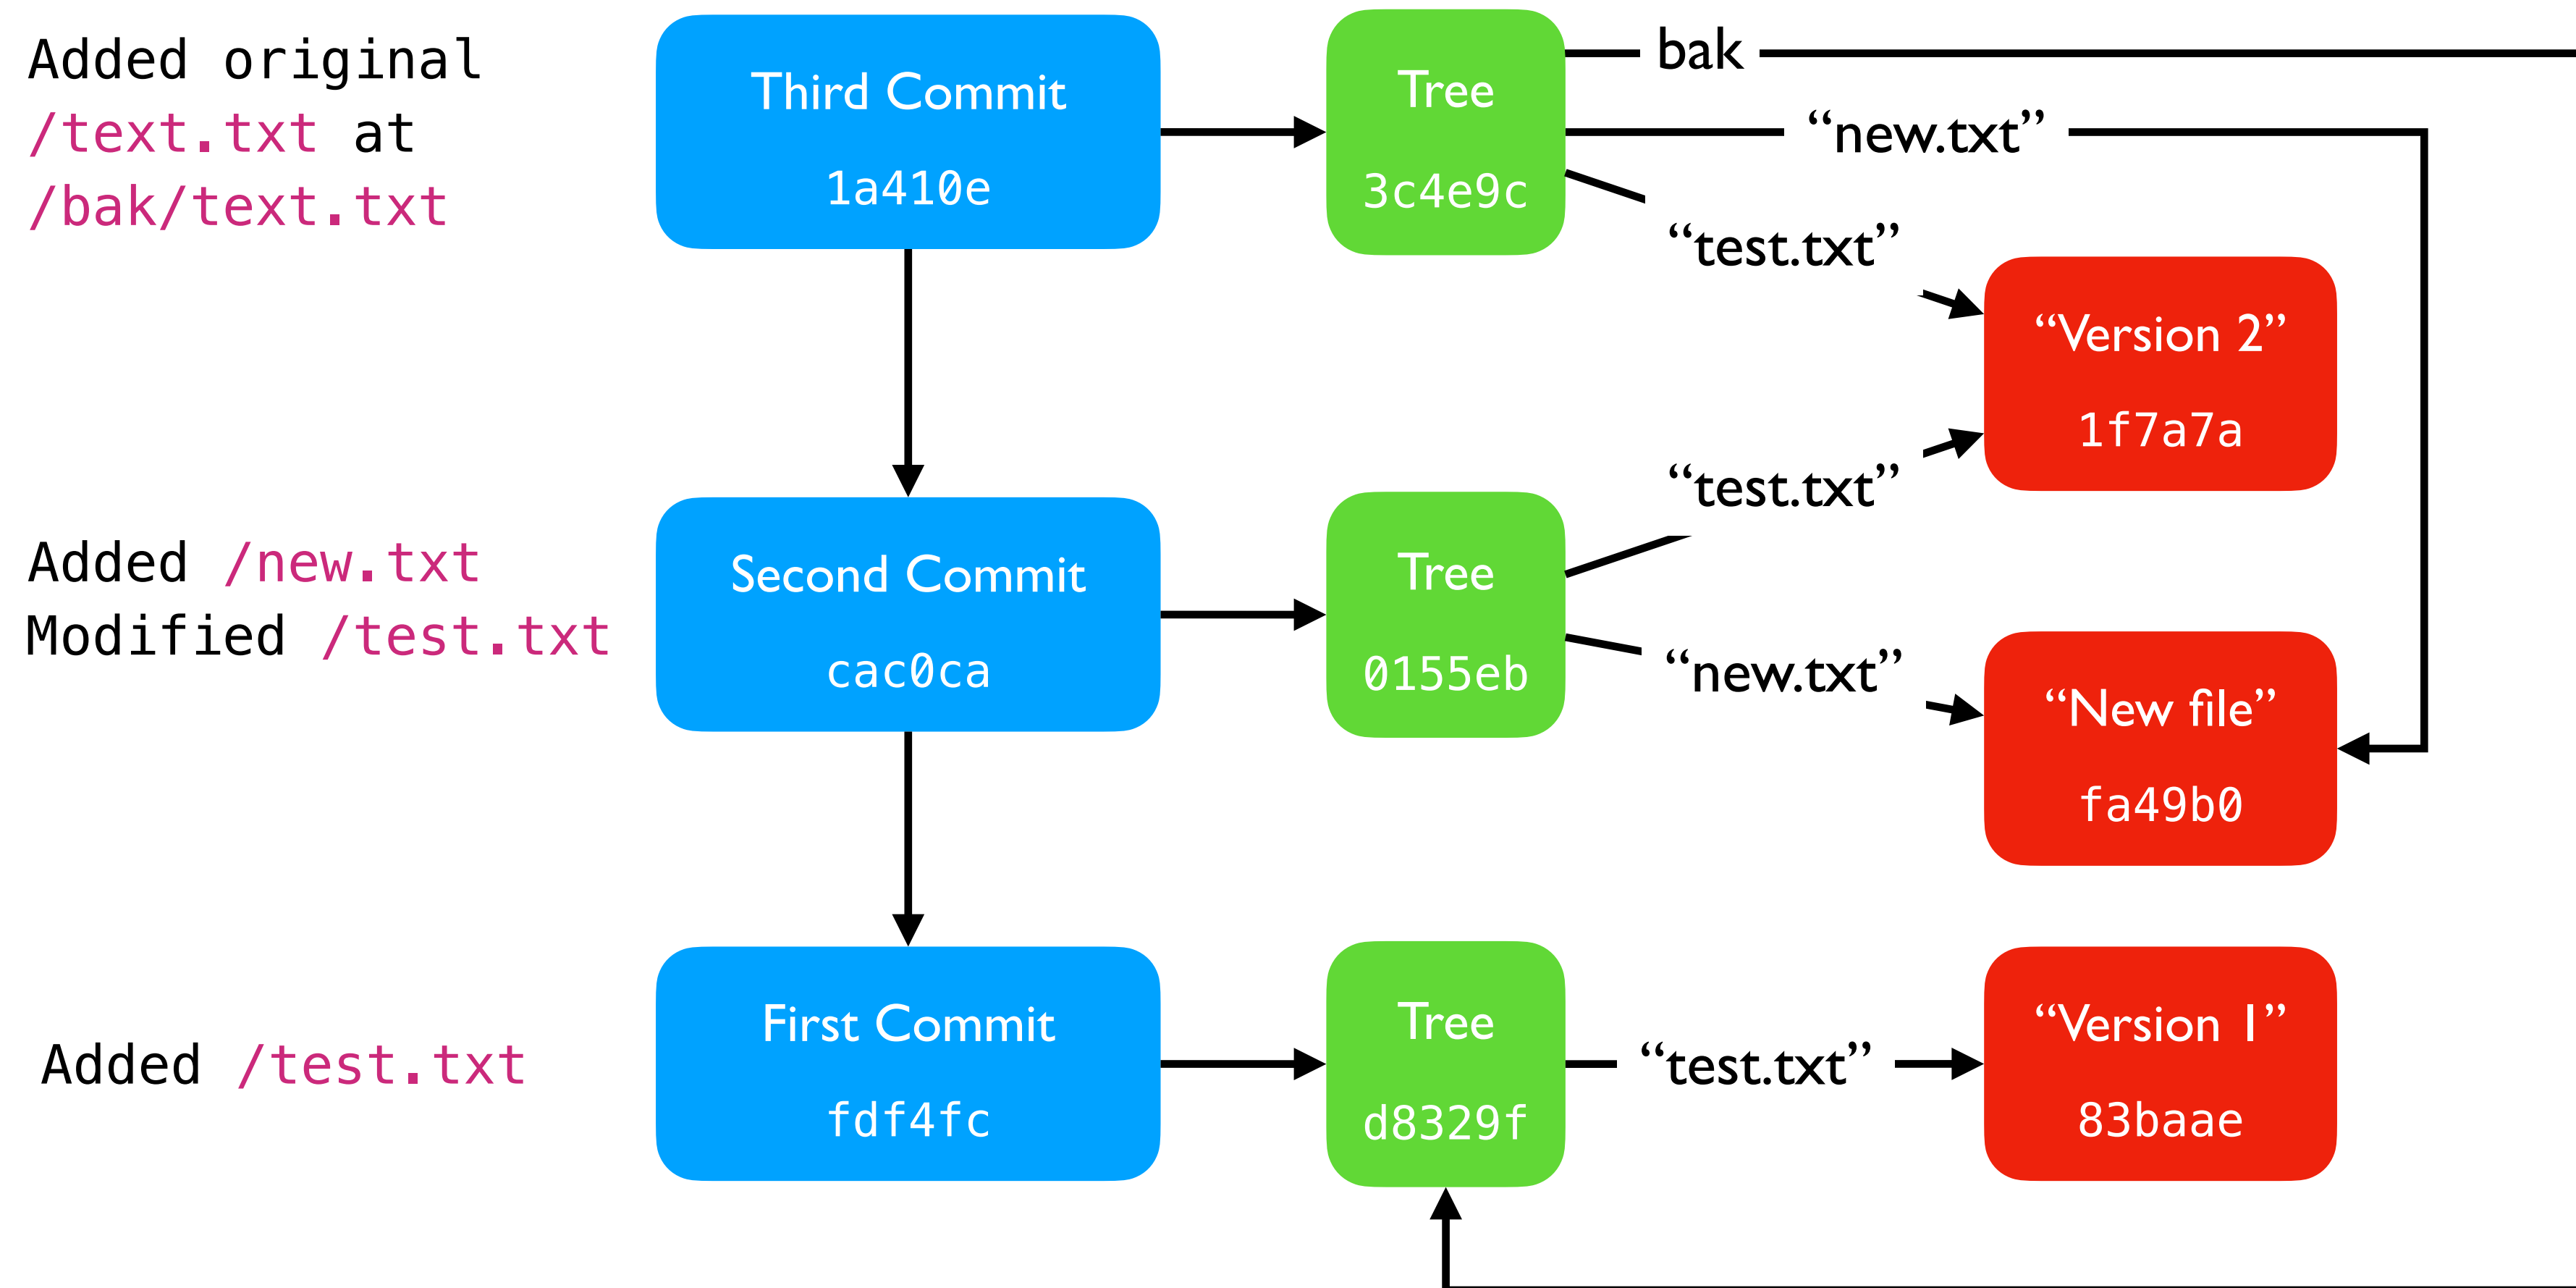 Added original
/text.txt at
/bak/text.txt
Third Commit
1a410e
Tree
3c4e9c
bak
“new.txt”
“test.txt”
“Version 2”
1f7a7a
Added /new.txt
Modified /test.txt
Second Commit
cac0ca
Tree
0155eb
“test.txt”
“new.txt”
“New file”
fa49b0
Added /test.txt
First Commit
fdf4fc
Tree
d8329f
“test.txt”
“Version 1”
83baae